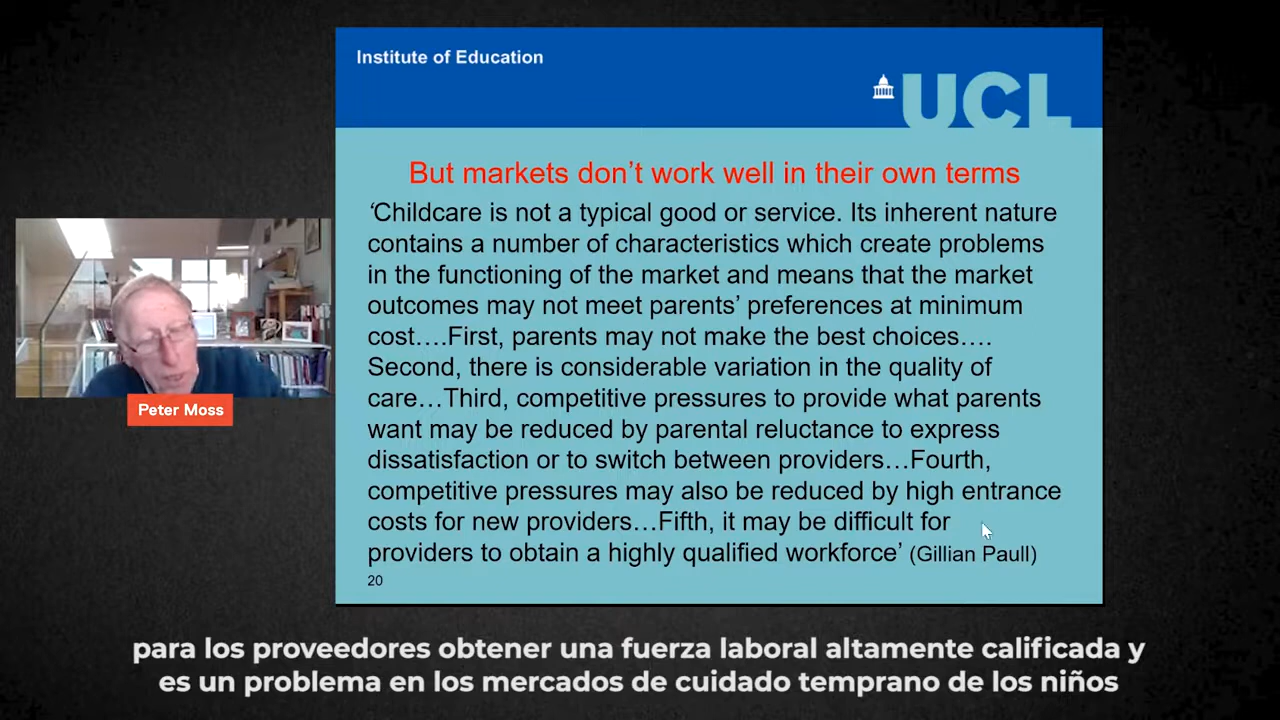 Institute of Education
UCL
But markets don't work well in their own terms
‘Childcare is not a typical good or service. Its inherent nature
contains a number of characteristics which create problems
in the functioning of the market and means that the market
outcomes may not meet parents’ preferences at minimum
cost….First, parents may not make the best choices….
Second, there is considerable variation in the quality of
care…Third, competitive pressures to provide what parents
want may be reduced by parental reluctance to express
dissatisfaction or to switch between providers…Fourth,
competitive pressures may also be reduced by high entrance
costs for new providers…Fifth, it may be difficult for
providers to obtain a highly qualified workforce’ (Gillian Paull)
20
Peter Moss
para los proveedores obtener una fuerza laboral altamente calificada y
es un problema en los mercados de cuidado temprano de los niños